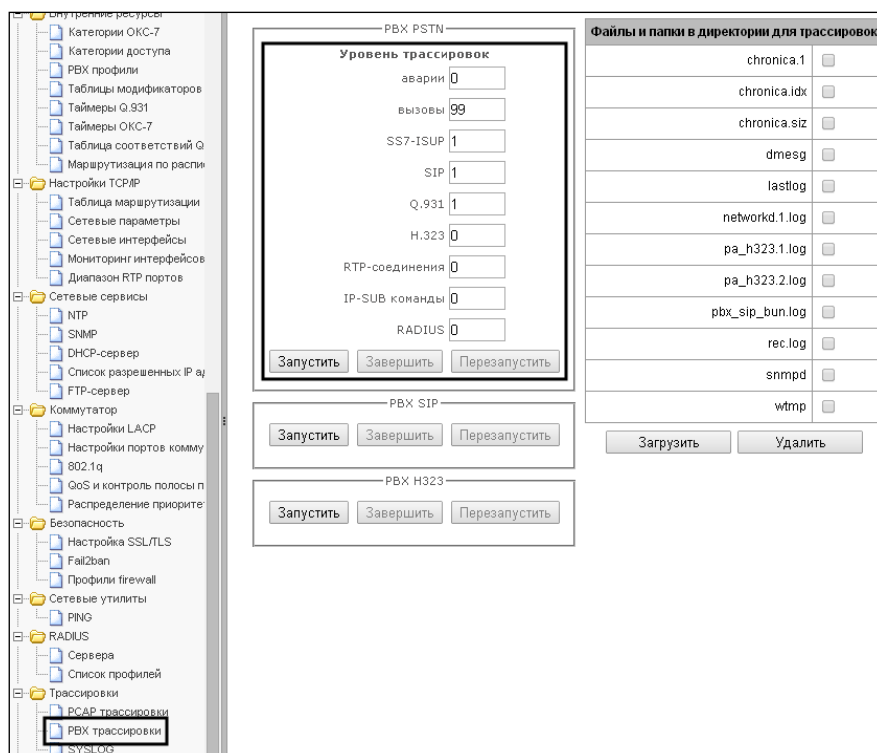 Внутренние ресурсы
Категории ОКС-7
Категории доступа
PBX профили
Таблицы модификаторов
Таймеры Q.931
Таймеры ОКС-7
Таблица соответствий Q
Маршрутизация по распи
Настройки TCP/IP
Таблица маршрутизации
Сетевые параметры
Сетевые интерфейсы
Мониторинг интерфейсов
Диапазон RTP портов
Сетевые сервисы
NTP
SNMP
DHCP-сервер
Список разрешенных IP ад
FTP-сервер
Коммутатор
Настройки LACP
Настройки портов комму
802.1q
QoS и контроль полосы п
Распределение приорите
Безопасность
Настройка SSL/TLS
Fail2ban
Профили firewall
Сетевые утилиты
PING
RADIUS
Сервера
Список профилей
Трассировки
PCAP трассировки
PBX трассировки
SYSLOG
PBX PSTN
Уровень трассировок
аварии 0
вызовы 99
SS7-ISUP 1
SIP 1
Q.931 1
H.323 0
RTP-соединения 0
IP-SUB команды 0
RADIUS 0
Запустить Завершить Перезапустить
PBX SIP
Запустить Завершить Перезапустить
PBX H323
Запустить Завершить Перезапустить
Файлы и папки в директории для трассировок
chronica.1
chronica.idx
chronica.siz
dmesg
lastlog
networkd.1.log
pa_h323.1.log
pa_h323.2.log
pbx_sip_bun.log
rec.log
snmpd
wtmp
Загрузить Удалить